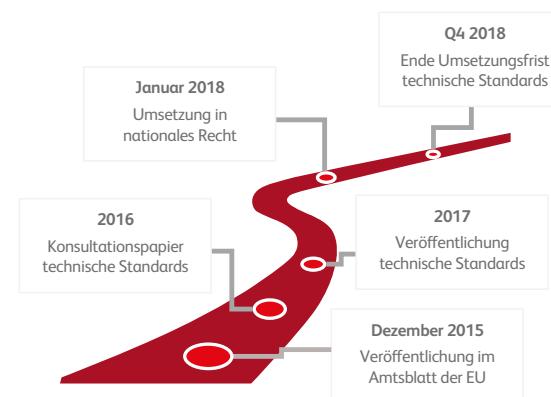 Q4 2018
Ende Umsetzungsfrist
technische Standards
Januar 2018
Umsetzung in
nationales Recht
2016
Konsultationspapier
technische Standards
2017
Veröffentlichung
technische Standards
Dezember 2015
Veröffentlichung im
Amtsblatt der EU